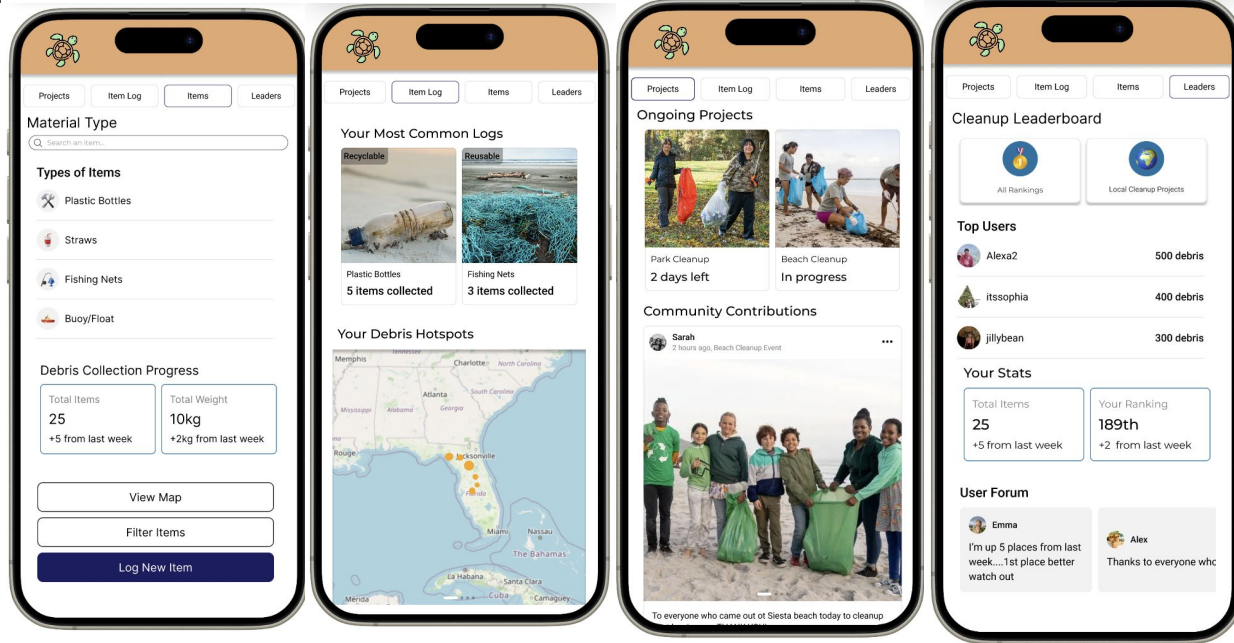 Projects
Item Log
Items
Leaders
Material Type
Search an item..
Types of Items
Plastic Bottles
Straws
Fishing Nets
Buoy/Float
Debris Collection Progress
Total Items
25
+5 from last week
Total Weight
10kg
+2kg from last week
View Map
Filter Items
Log New Item
Projects
Item Log
Items
Leaders
Your Most Common Logs
Recyclable
Plastic Bottles
5 items collected
Reusable
Fishing Nets
3 items collected
Your Debris Hotspots
Memphis
Tennessee
Charlotte
North Carolina
Atlanta
South Carolina
Mississippi
Alabama
Georgia
Rouge
Jacksonville
Florida
Miami
Nassau
The Bahamas
La Habana
Santa Clara
Cuba
Camaguey
Mérida
Projects
Item Log
Items
Leaders
Ongoing Projects
Park Cleanup
2 days left
Beach Cleanup
In progress
Community Contributions
Sarah
2 hours ago, Beach Cleanup Event
To everyone who came out ot Siesta beach today to cleanup
Projects
Item Log
Items
Leaders
Cleanup Leaderboard
All Rankings
Local Cleanup Projects
Top Users
Alexa2
500 debris
itssophia
400 debris
jillybean
300 debris
Your Stats
Total Items
25
+5 from last week
Your Ranking
189th
+2 from last week
User Forum
Emma
I'm up 5 places from last
week....1st place better
watch out
Alex
Thanks to everyone who